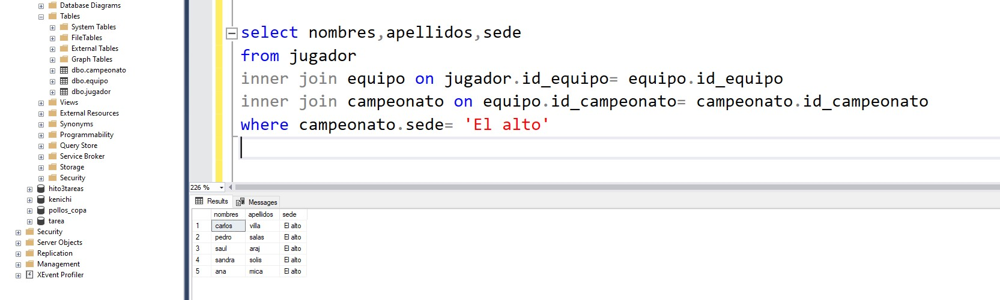 Database Diagrams
Tables
System Tables
FileTables
External Tables
Graph Tables
dbo.campeonato
dbo.equipo
dbo.jugador
Views
External Resources
Synonyms
Programmability
Query Store
Service Broker
Storage
Security
hito3tareas
kenichi
pollos_copa
tarea
Security
Server Objects
Replication
Management
XEvent Profiler
select nombres,apellidos,sede
from jugador
inner join equipo on jugador.id_equipo= equipo.id_equipo
inner join campeonato on equipo.id_campeonato= campeonato.id_campeonato
where campeonato.sede= 'El alto'
226 %
Results Messages
nombres apellidos sede
1 carlos villa El alto
2 pedro salas El alto
3 saul araj El alto
4 sandra solis El alto
5 ana mica El alto